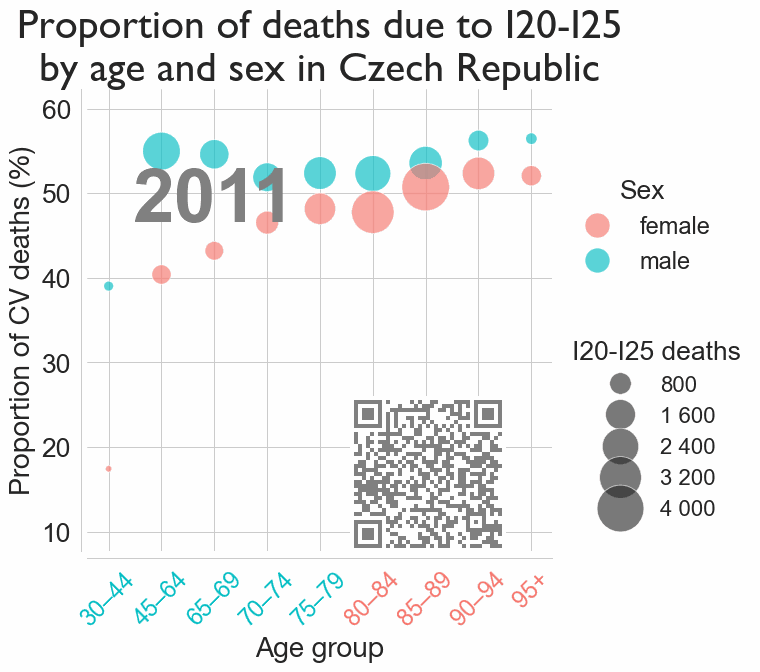 Proportion of deaths due to I20-I25
by age and sex in Czech Republic
Proportion of CV deaths (%)
60
50
40
30
20
10
2011
30–44
45–64
65–69
70–74
75–79
80–84
85–89
90–94
95+
Age group
Sex
female
male
I20-I25 deaths
800
1 600
2 400
3 200
4 000